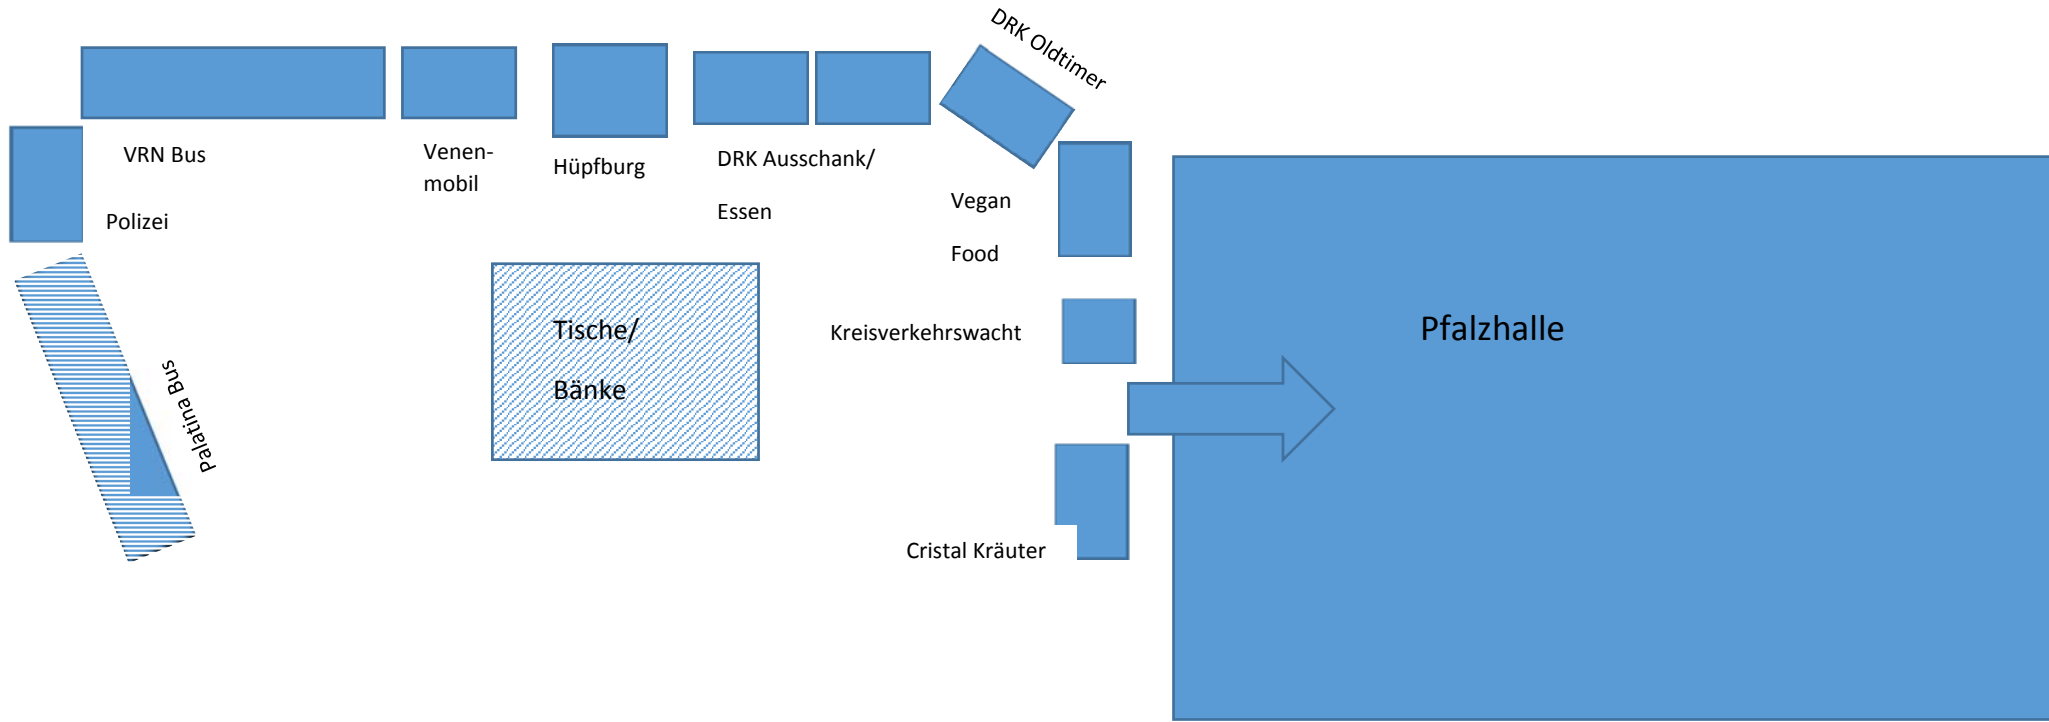 DRK Oldtimer
VRN Bus
Venen-
mobil
Hüpfburg
DRK Ausschank/
Essen
Vegan
Food
Polizei
Tische/
Bänke
Kreisverkehrswacht
Pfalzhalle
Palatina Bus
Cristal Kräuter